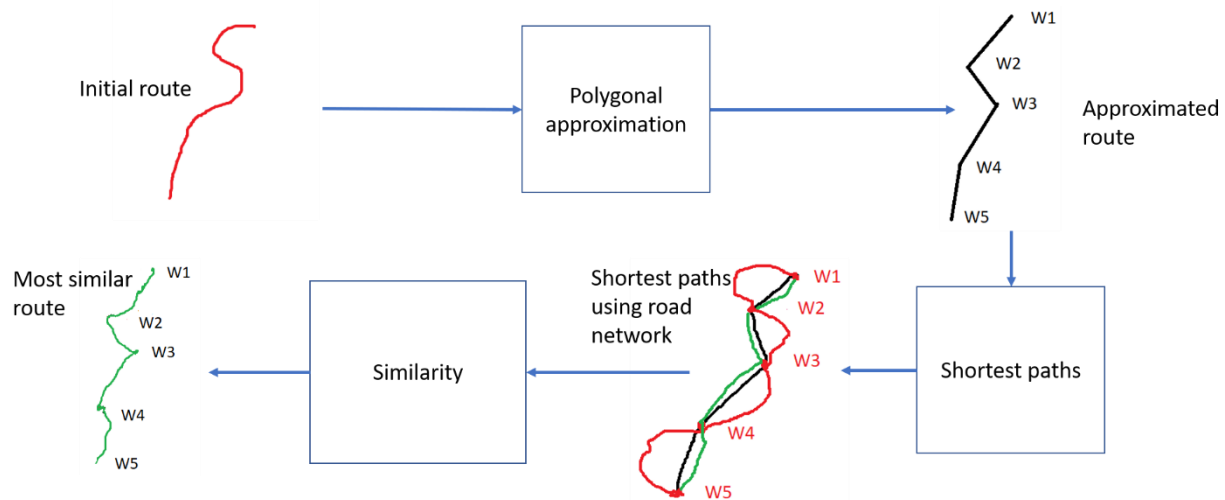 Initial route
Polygonal
approximation
W1
W2
W3
W4
W5
Approximated
route
Most similar
route
W1
W2
W3
W4
W5
Similarity
Shortest paths
using road
network
W1
W2
W3
W4
W5
Shortest paths